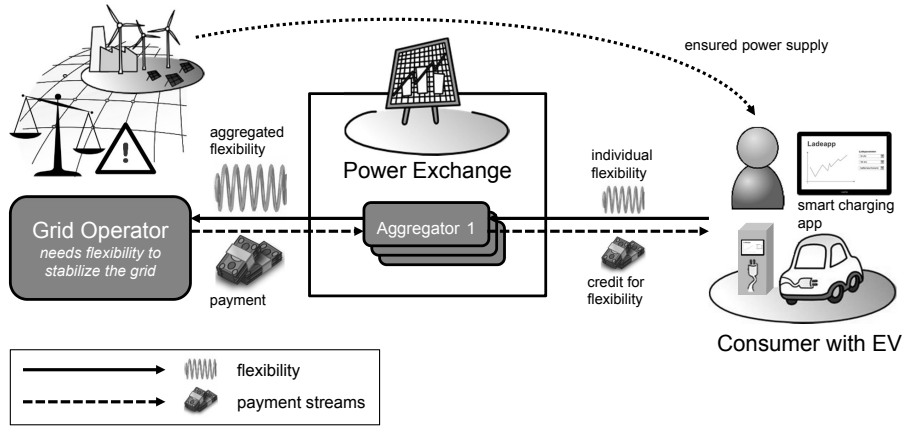 ensured power supply
aggregated
flexibility
Power Exchange
individual
flexibility
Ladeapp
smart charging
app
Grid Operator
needs flexibility to
stabilize the grid
Aggregator 1
payment
credit for
flexibility
Consumer with EV
flexibility
payment streams